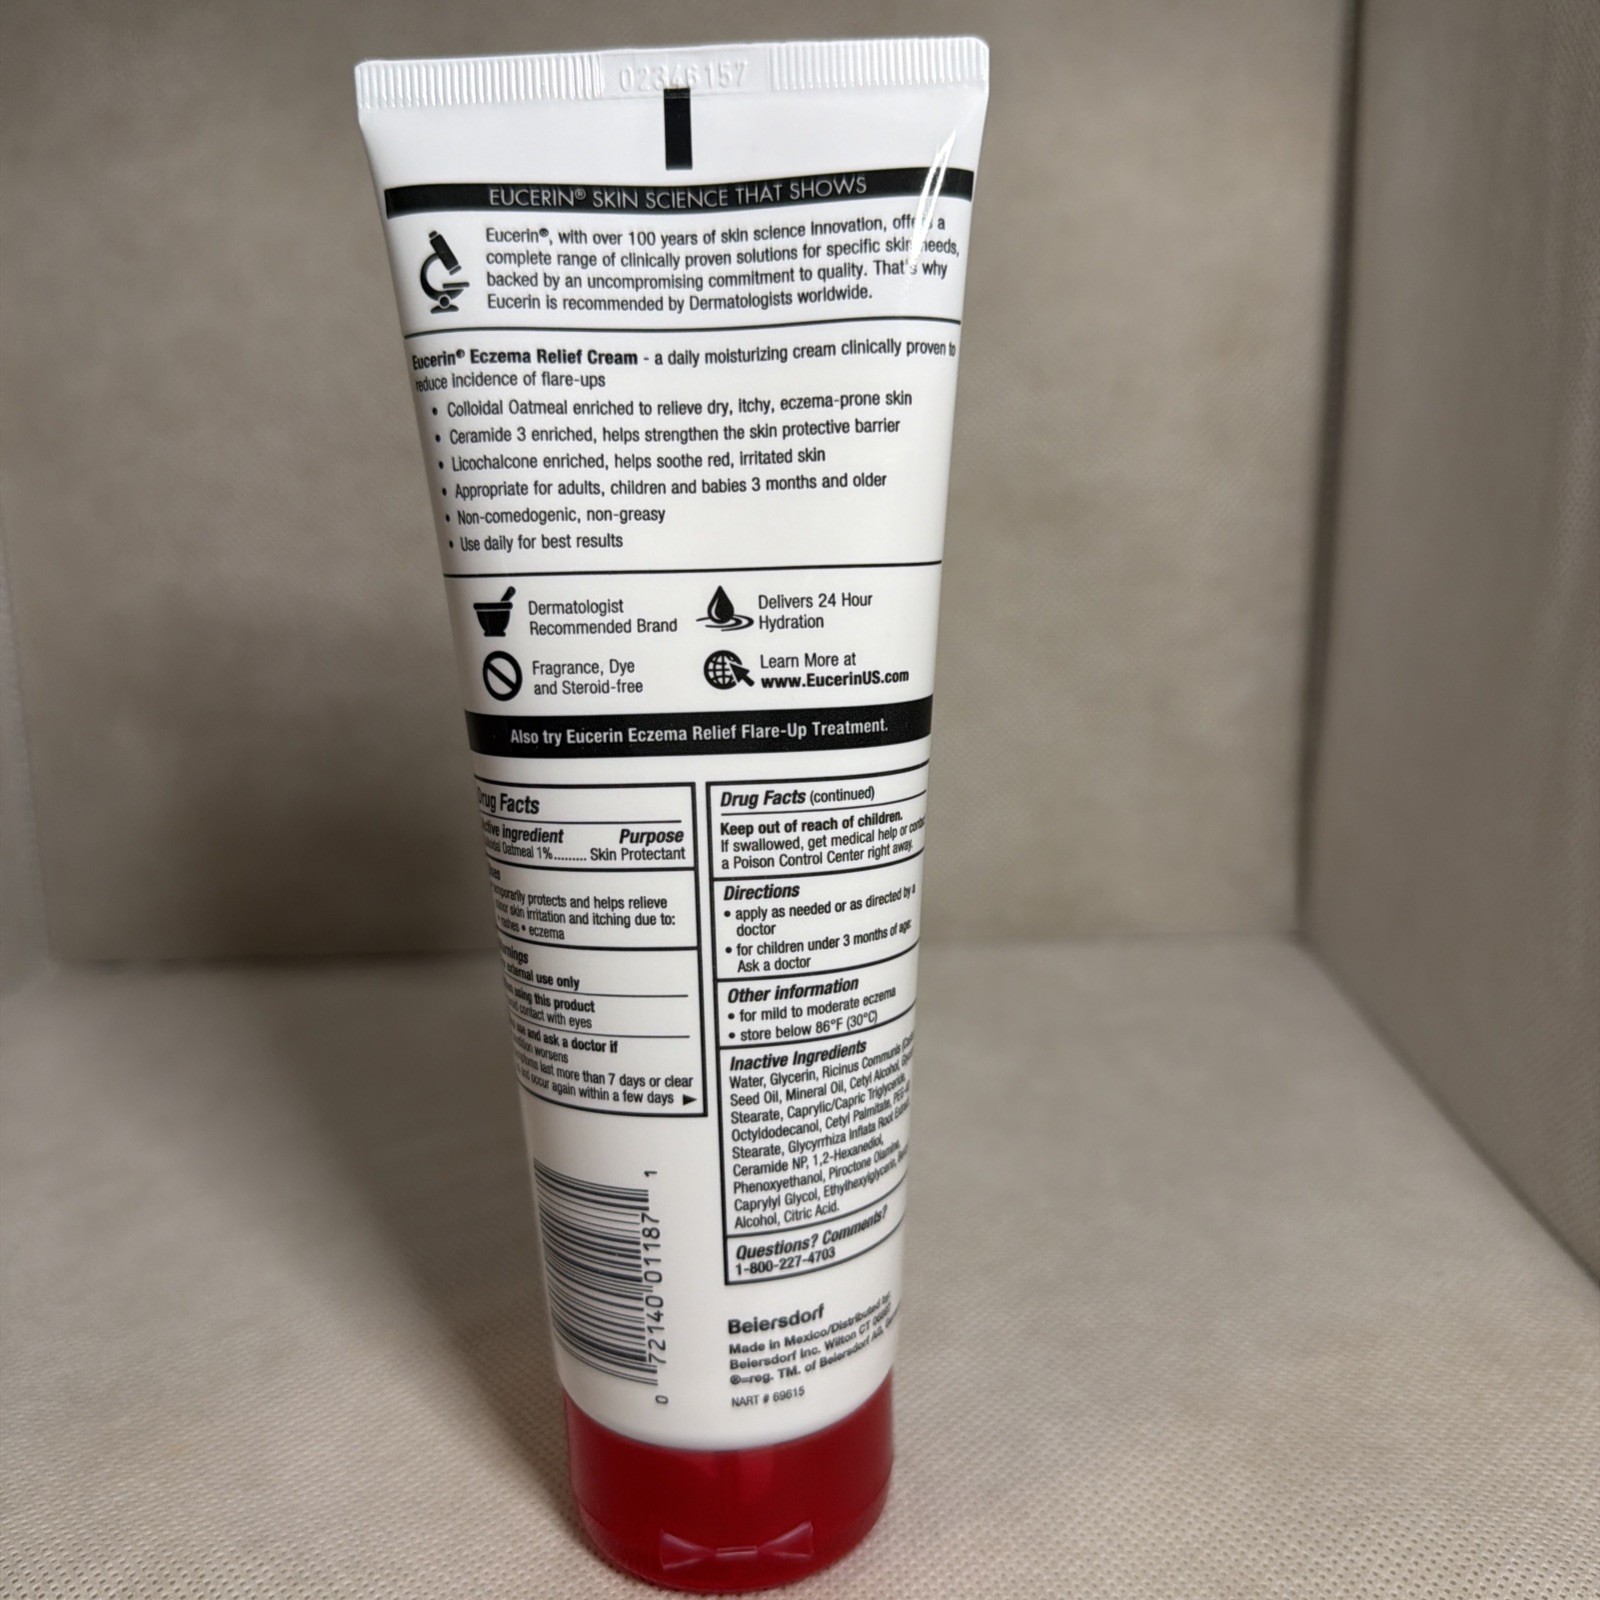 02346157
EUCERIN® SKIN SCIENCE THAT SHOWS
Eucerin®, with over 100 years of skin science Innovation, offers a
complete range of clinically proven solutions for specific skin needs,
backed by an uncompromising commitment to quality. That's why
Eucerin is recommended by Dermatologists worldwide.
Eucerin® Eczema Relief Cream - a daily moisturizing cream clinically proven to
reduce incidence of flare-ups
• Colloidal Oatmeal enriched to relieve dry, itchy, eczema-prone skin
• Ceramide 3 enriched, helps strengthen the skin protective barrier
• Licochalcone enriched, helps soothe red, irritated skin
• Appropriate for adults, children and babies 3 months and older
• Non-comedogenic, non-greasy
• Use daily for best results
Dermatologist
Recommended Brand
Delivers 24 Hour
Hydration
Fragrance, Dye
and Steroid-free
Learn More at
www.EucerinUS.com
Also try Eucerin Eczema Relief Flare-Up Treatment.
Drug Facts
ingredient Purpose
Oatmeal 1%......... Skin Protectant
protects and helps relieve
skin irritation and itching due to:
• eczema
use only
using this product
contact with eyes
and ask a doctor if
worsens
last more than 7 days or clear
occur again within a few days
Drug Facts (continued)
Keep out of reach of children.
If swallowed, get medical help or contact
a Poison Control Center right away.
Directions
• apply as needed or as directed by a
doctor
• for children under 3 months of age:
Ask a doctor
Other information
• for mild to moderate eczema
• store below 86°F (30°C)
Inactive Ingredients
Water, Glycerin, Ricinus Communis
Seed Oil, Mineral Oil, Cetyl Alcohol,
Stearate, Caprylic/Capric Triglyceride,
Octyldodecanol, Cetyl Palmitate,
Stearate, Glycyrrhiza Inflata Root
Ceramide NP, 1,2-Hexanediol,
Phenoxyethanol, Piroctone Olamine,
Caprylyl Glycol, Ethylhexylglycerin,
Alcohol, Citric Acid.
Questions? Comments?
1-800-227-4703
0 72140 01187 1
Beiersdorf
Made in Mexico/Distributed by:
Beiersdorf Inc. Wilton CT
®=reg. TM. of Beiersdorf AG,
NART # 69615